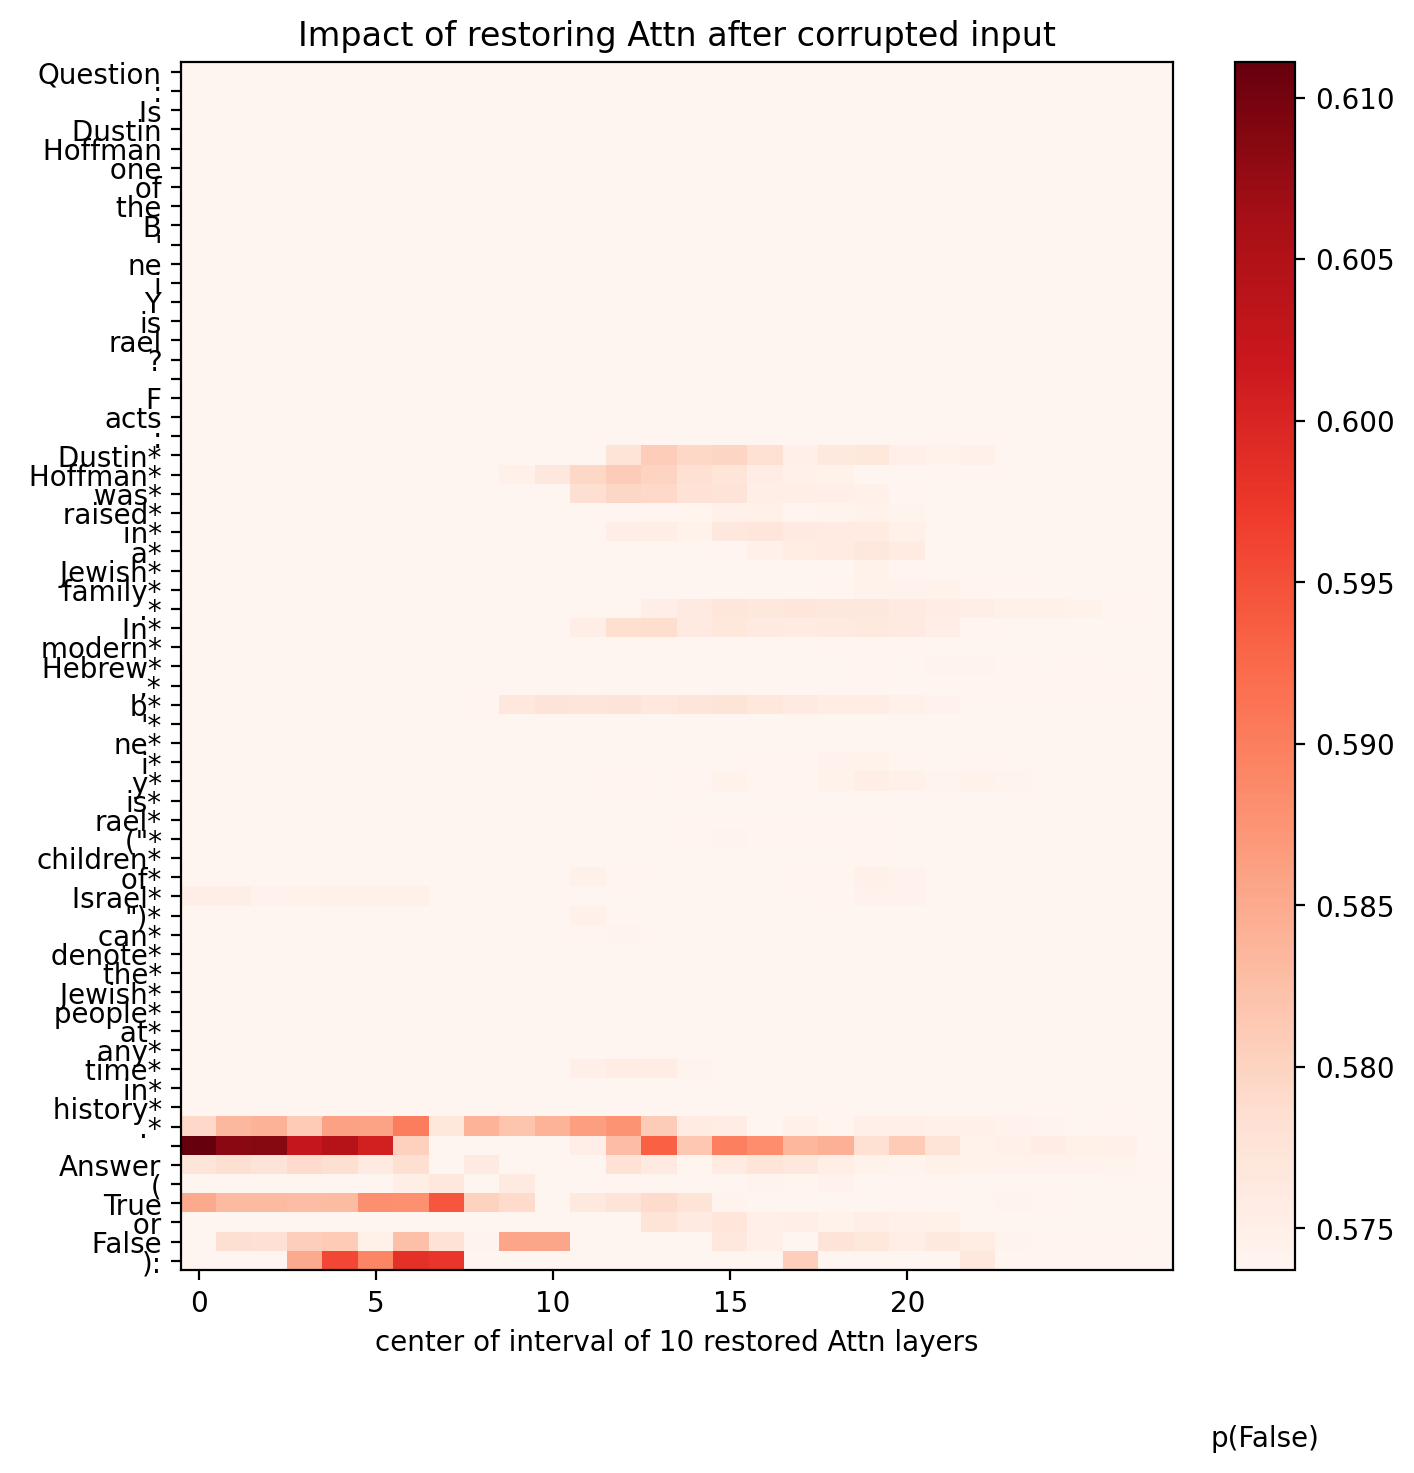 Impact of restoring Attn after corrupted input
Question
:
Is
Dustin
Hoffman
one
of
the
B
'
ne
i
Y
is
rael
?
F
acts
:
Dustin*
Hoffman*
was*
raised*
in*
a*
Jewish*
family*
.*
In*
modern*
Hebrew*
,*
b*
'*
ne*
i*
y*
is*
rael*
("*
children*
of*
Israel*
")*
can*
denote*
the*
Jewish*
people*
at*
any*
time*
in*
history*
.*
Answer
(
True
or
False
):
0 5 10 15 20
center of interval of 10 restored Attn layers
0.610
0.605
0.600
0.595
0.590
0.585
0.580
0.575
p(False)